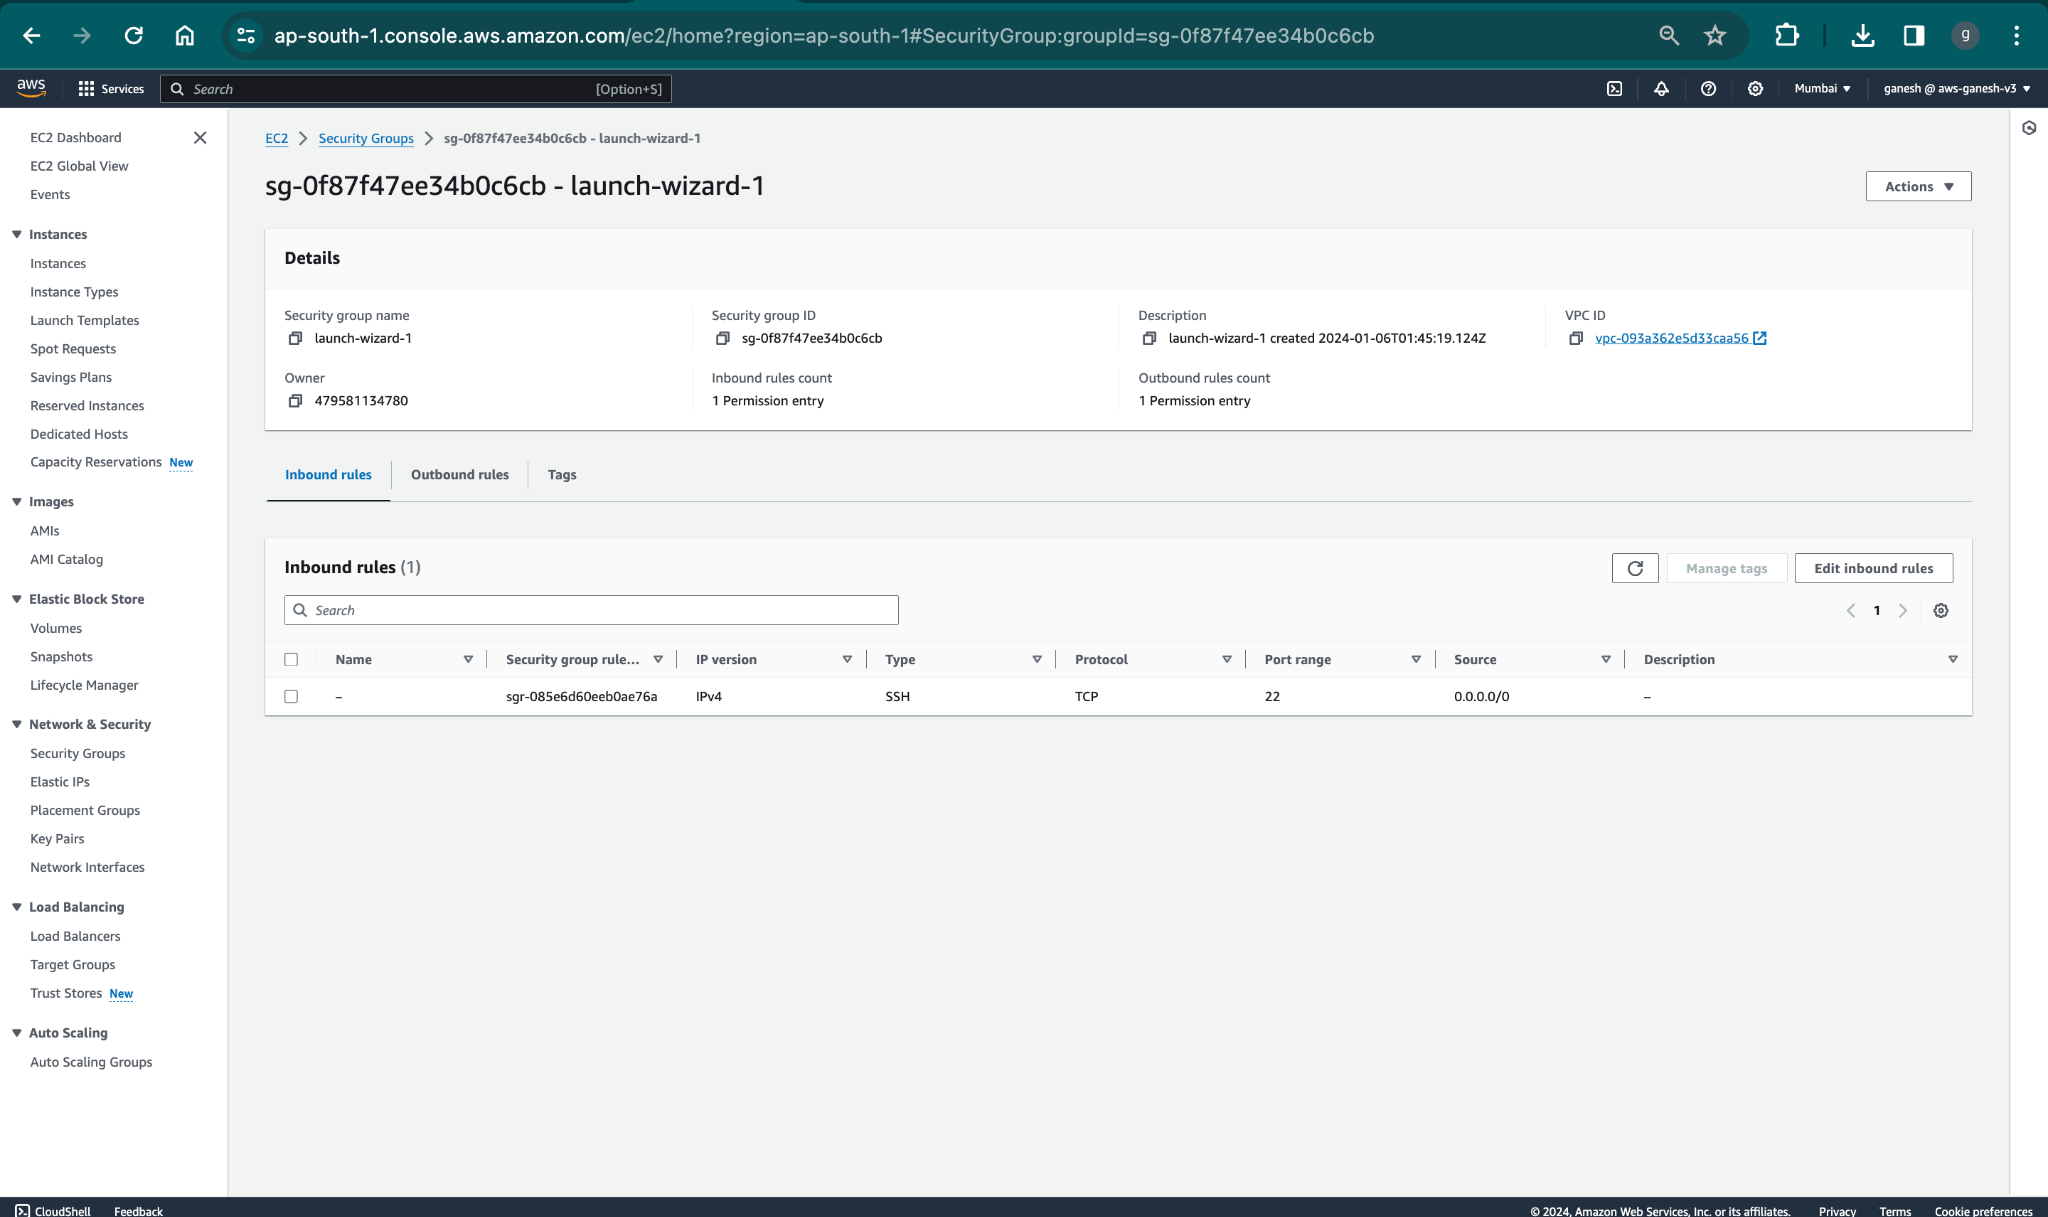 ap-south-1.console.aws.amazon.com/ec2/home?region=ap-south-1#SecurityGroup:groupId=sg-0f87f47ee34b0c6cb
g
aws
Services
Search
[Option+S]
Mumbai
ganesh @ aws-ganesh-v3
EC2 Dashboard
EC2 Global View
Events
Instances
Instances
Instance Types
Launch Templates
Spot Requests
Savings Plans
Reserved Instances
Dedicated Hosts
Capacity Reservations New
Images
AMIs
AMI Catalog
Elastic Block Store
Volumes
Snapshots
Lifecycle Manager
Network & Security
Security Groups
Elastic IPs
Placement Groups
Key Pairs
Network Interfaces
Load Balancing
Load Balancers
Target Groups
Trust Stores New
Auto Scaling
Auto Scaling Groups
EC2 > Security Groups > sg-0f87f47ee34b0c6cb - launch-wizard-1
sg-0f87f47ee34b0c6cb - launch-wizard-1
Actions
Details
Security group name
launch-wizard-1
Security group ID
sg-0f87f47ee34b0c6cb
Description
launch-wizard-1 created 2024-01-06T01:45:19.124Z
VPC ID
vpc-093a362e5d33caa56
Owner
479581134780
Inbound rules count
1 Permission entry
Outbound rules count
1 Permission entry
Inbound rules
Outbound rules
Tags
Inbound rules (1)
Manage tags
Edit inbound rules
Search
1
Name
Security group rule...
IP version
Type
Protocol
Port range
Source
Description
–
sgr-085e6d60eeb0ae76a
IPv4
SSH
TCP
22
0.0.0.0/0
–
CloudShell
Feedback
© 2024, Amazon Web Services, Inc. or its affiliates.
Privacy
Terms
Cookie preferences